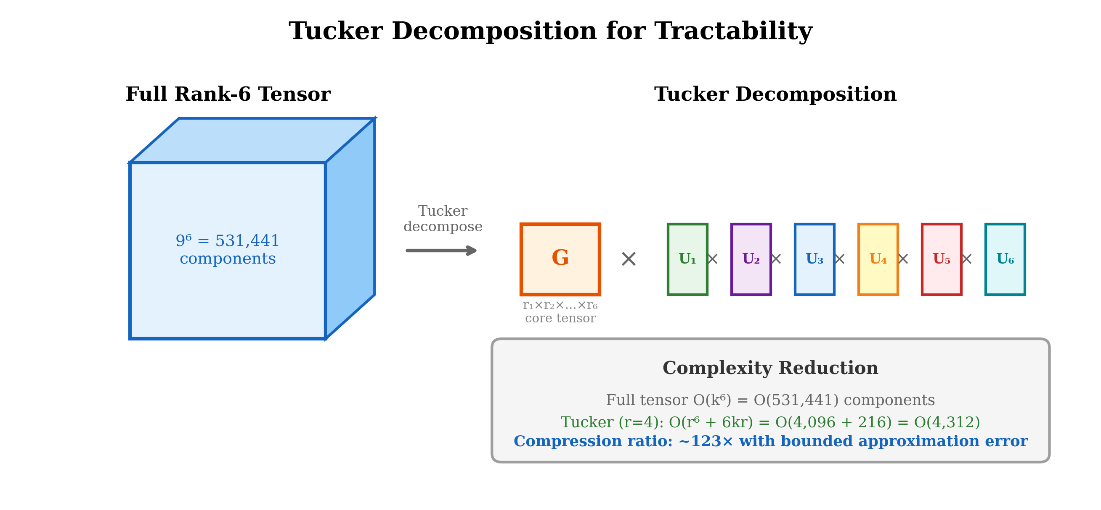 Tucker Decomposition for Tractability
Full Rank-6 Tensor
Tucker Decomposition
9⁶ = 531,441
components
Tucker
decompose
G
×
U₁
×
U₂
×
U₃
×
U₄
×
U₅
×
U₆
r₁×r₂×...×r₆
core tensor
Complexity Reduction
Full tensor O(k⁶) = O(531,441) components
Tucker (r=4): O(r⁶ + 6kr) = O(4,096 + 216) = O(4,312)
Compression ratio: ~123× with bounded approximation error